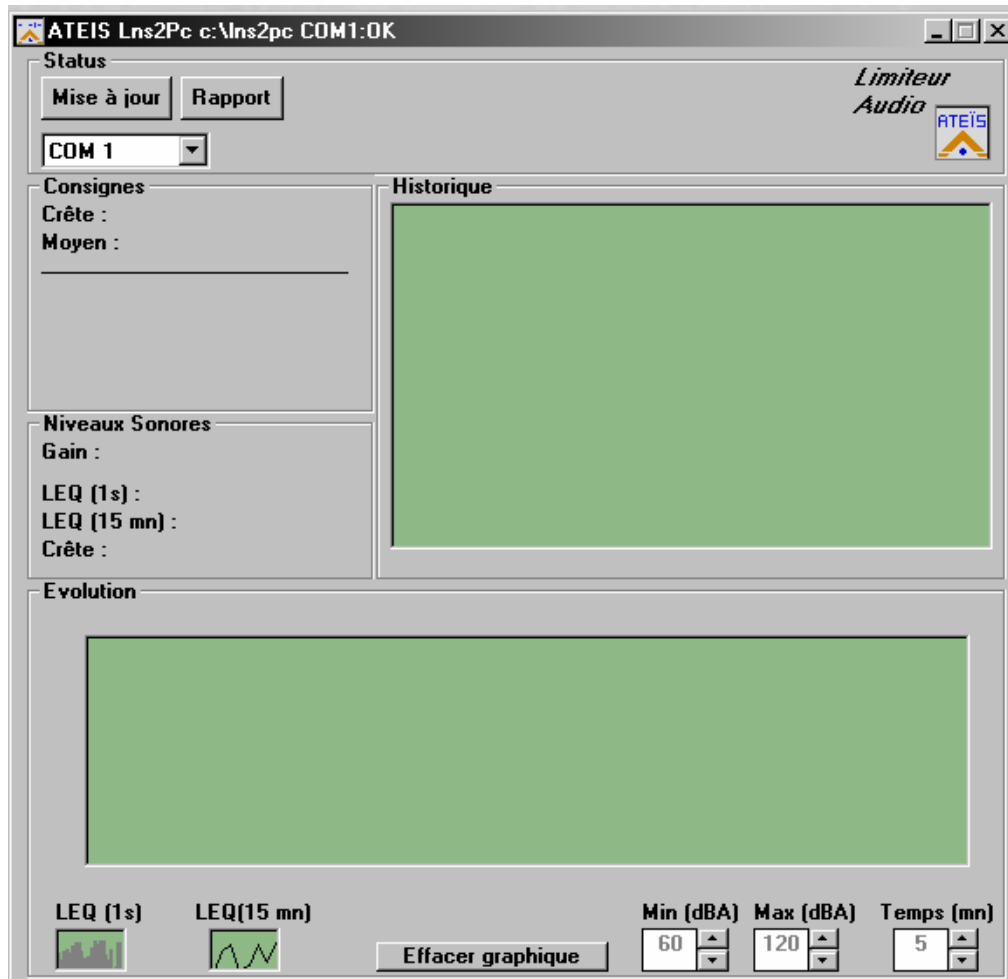 ATEIS Lns2Pc c:\lns2pc COM1:OK
Status
Mise à jour Rapport
Limiteur
Audio
ATEÏS
COM 1
Consignes
Crête :
Moyen :
Historique
Niveaux Sonores
Gain :
LEQ (1s) :
LEQ (15 mn) :
Crête :
Evolution
LEQ (1s) LEQ(15 mn) Min (dBA) Max (dBA) Temps (mn)
Effacer graphique 60 120 5